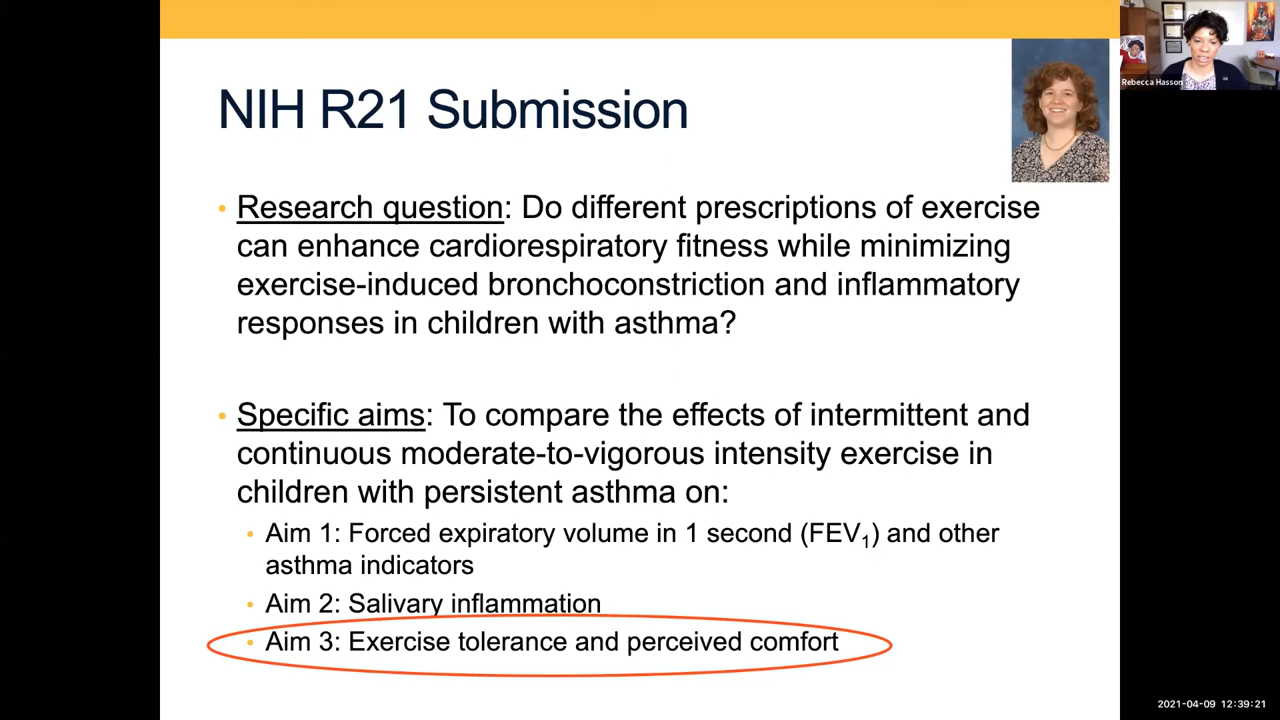 NIH R21 Submission
Rebecca Hasson
• Research question: Do different prescriptions of exercise
can enhance cardiorespiratory fitness while minimizing
exercise-induced bronchoconstriction and inflammatory
responses in children with asthma?
• Specific aims: To compare the effects of intermittent and
continuous moderate-to-vigorous intensity exercise in
children with persistent asthma on:
• Aim 1: Forced expiratory volume in 1 second (FEV₁) and other
asthma indicators
• Aim 2: Salivary inflammation
• Aim 3: Exercise tolerance and perceived comfort
2021-04-09 12:39:21